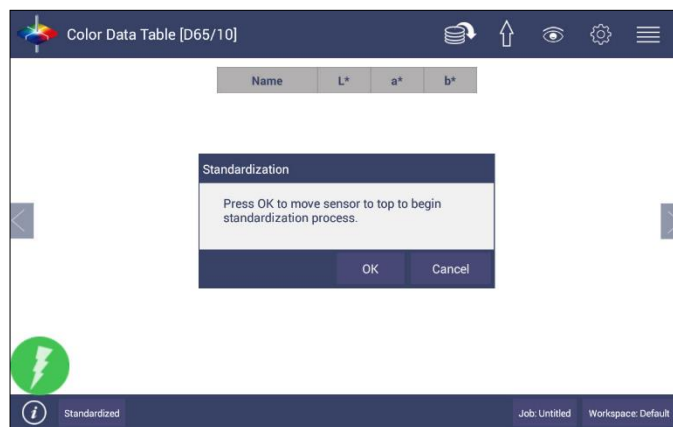 Color Data Table [D65/10]
Name L* a* b*
Standardization
Press OK to move sensor to top to begin
standardization process.
OK Cancel
i Standardized Job: Untitled Workspace: Default